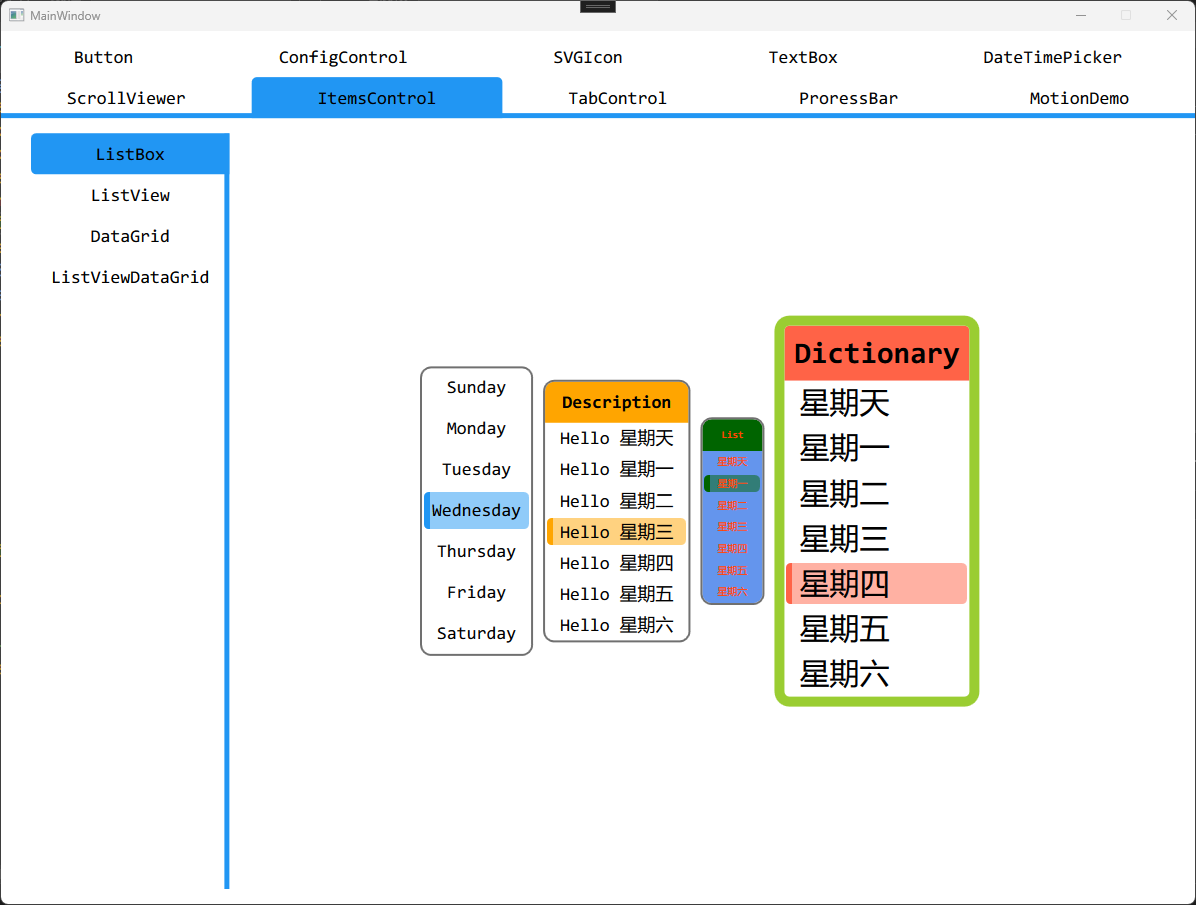 MainWindow
Button ConfigControl SVGIcon TextBox DateTimePicker
ScrollViewer ItemsControl TabControl ProressBar MotionDemo
ListBox
ListView
DataGrid
ListViewDataGrid
Sunday
Monday
Tuesday
Wednesday
Thursday
Friday
Saturday
Description
Hello 星期天
Hello 星期一
Hello 星期二
Hello 星期三
Hello 星期四
Hello 星期五
Hello 星期六
List
星期天
星期一
星期二
星期三
星期四
星期五
星期六
Dictionary
星期天
星期一
星期二
星期三
星期四
星期五
星期六